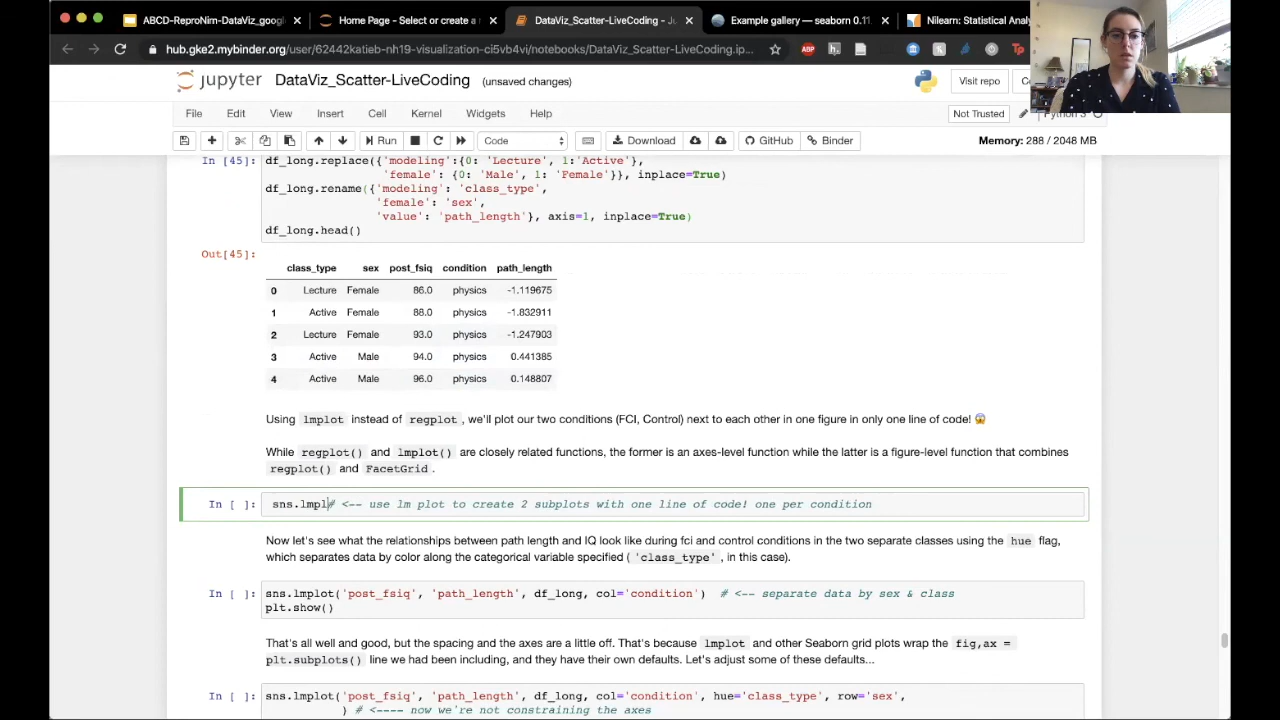 ABCD-ReproNim-DataViz_goog
Home Page - Select or create a
DataViz_Scatter-LiveCoding - J
Example gallery — seaborn 0.11
Nilearn: Statistical Anal
hub.gke2.mybinder.org/user/62442katieb-nh19-visualization-ci5vb4vi/notebooks/DataViz_Scatter-LiveCoding.ip...
jupyter DataViz_Scatter-LiveCoding (unsaved changes)
Visit repo
File Edit View Insert Cell Kernel Widgets Help
Not Trusted
Run
Code
Download
GitHub
Binder
Memory: 288 / 2048 MB
In [45]: df_long.replace({'modeling':{0: 'Lecture', 1:'Active'},
'female': {0: 'Male', 1: 'Female'}}, inplace=True)
df_long.rename({'modeling': 'class_type',
'female': 'sex',
'value': 'path_length'}, axis=1, inplace=True)
df_long.head()
Out[45]:
class_type sex post_fsiq condition path_length
0 Lecture Female 86.0 physics -1.119675
1 Active Female 88.0 physics -1.832911
2 Lecture Female 93.0 physics -1.247903
3 Active Male 94.0 physics 0.441385
4 Active Male 96.0 physics 0.148807
Using lmplot instead of regplot, we'll plot our two conditions (FCI, Control) next to each other in one figure in only one line of code! 😱
While regplot() and lmplot() are closely related functions, the former is an axes-level function while the latter is a figure-level function that combines
regplot() and FacetGrid.
In [ ]: sns.lmpl# <-- use lm plot to create 2 subplots with one line of code! one per condition
Now let's see what the relationships between path length and IQ look like during fci and control conditions in the two separate classes using the hue flag,
which separates data by color along the categorical variable specified ('class_type', in this case).
In [ ]: sns.lmplot('post_fsiq', 'path_length', df_long, col='condition') # <-- separate data by sex & class
plt.show()
That's all well and good, but the spacing and the axes are a little off. That's because lmplot and other Seaborn grid plots wrap the fig,ax =
plt.subplots() line we had been including, and they have their own defaults. Let's adjust some of these defaults...
In [ ]: sns.lmplot('post_fsiq', 'path_length', df_long, col='condition', hue='class_type', row='sex',
) # <---- now we're not constraining the axes